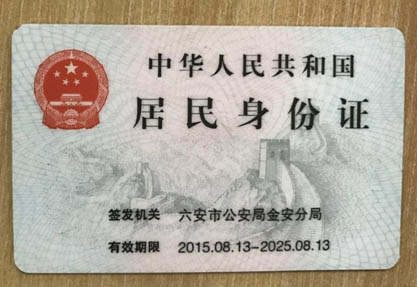 中华人民共和国
居民身份证
签发机关 六安市公安局金安分局
有效期限 2015.08.13-2025.08.13